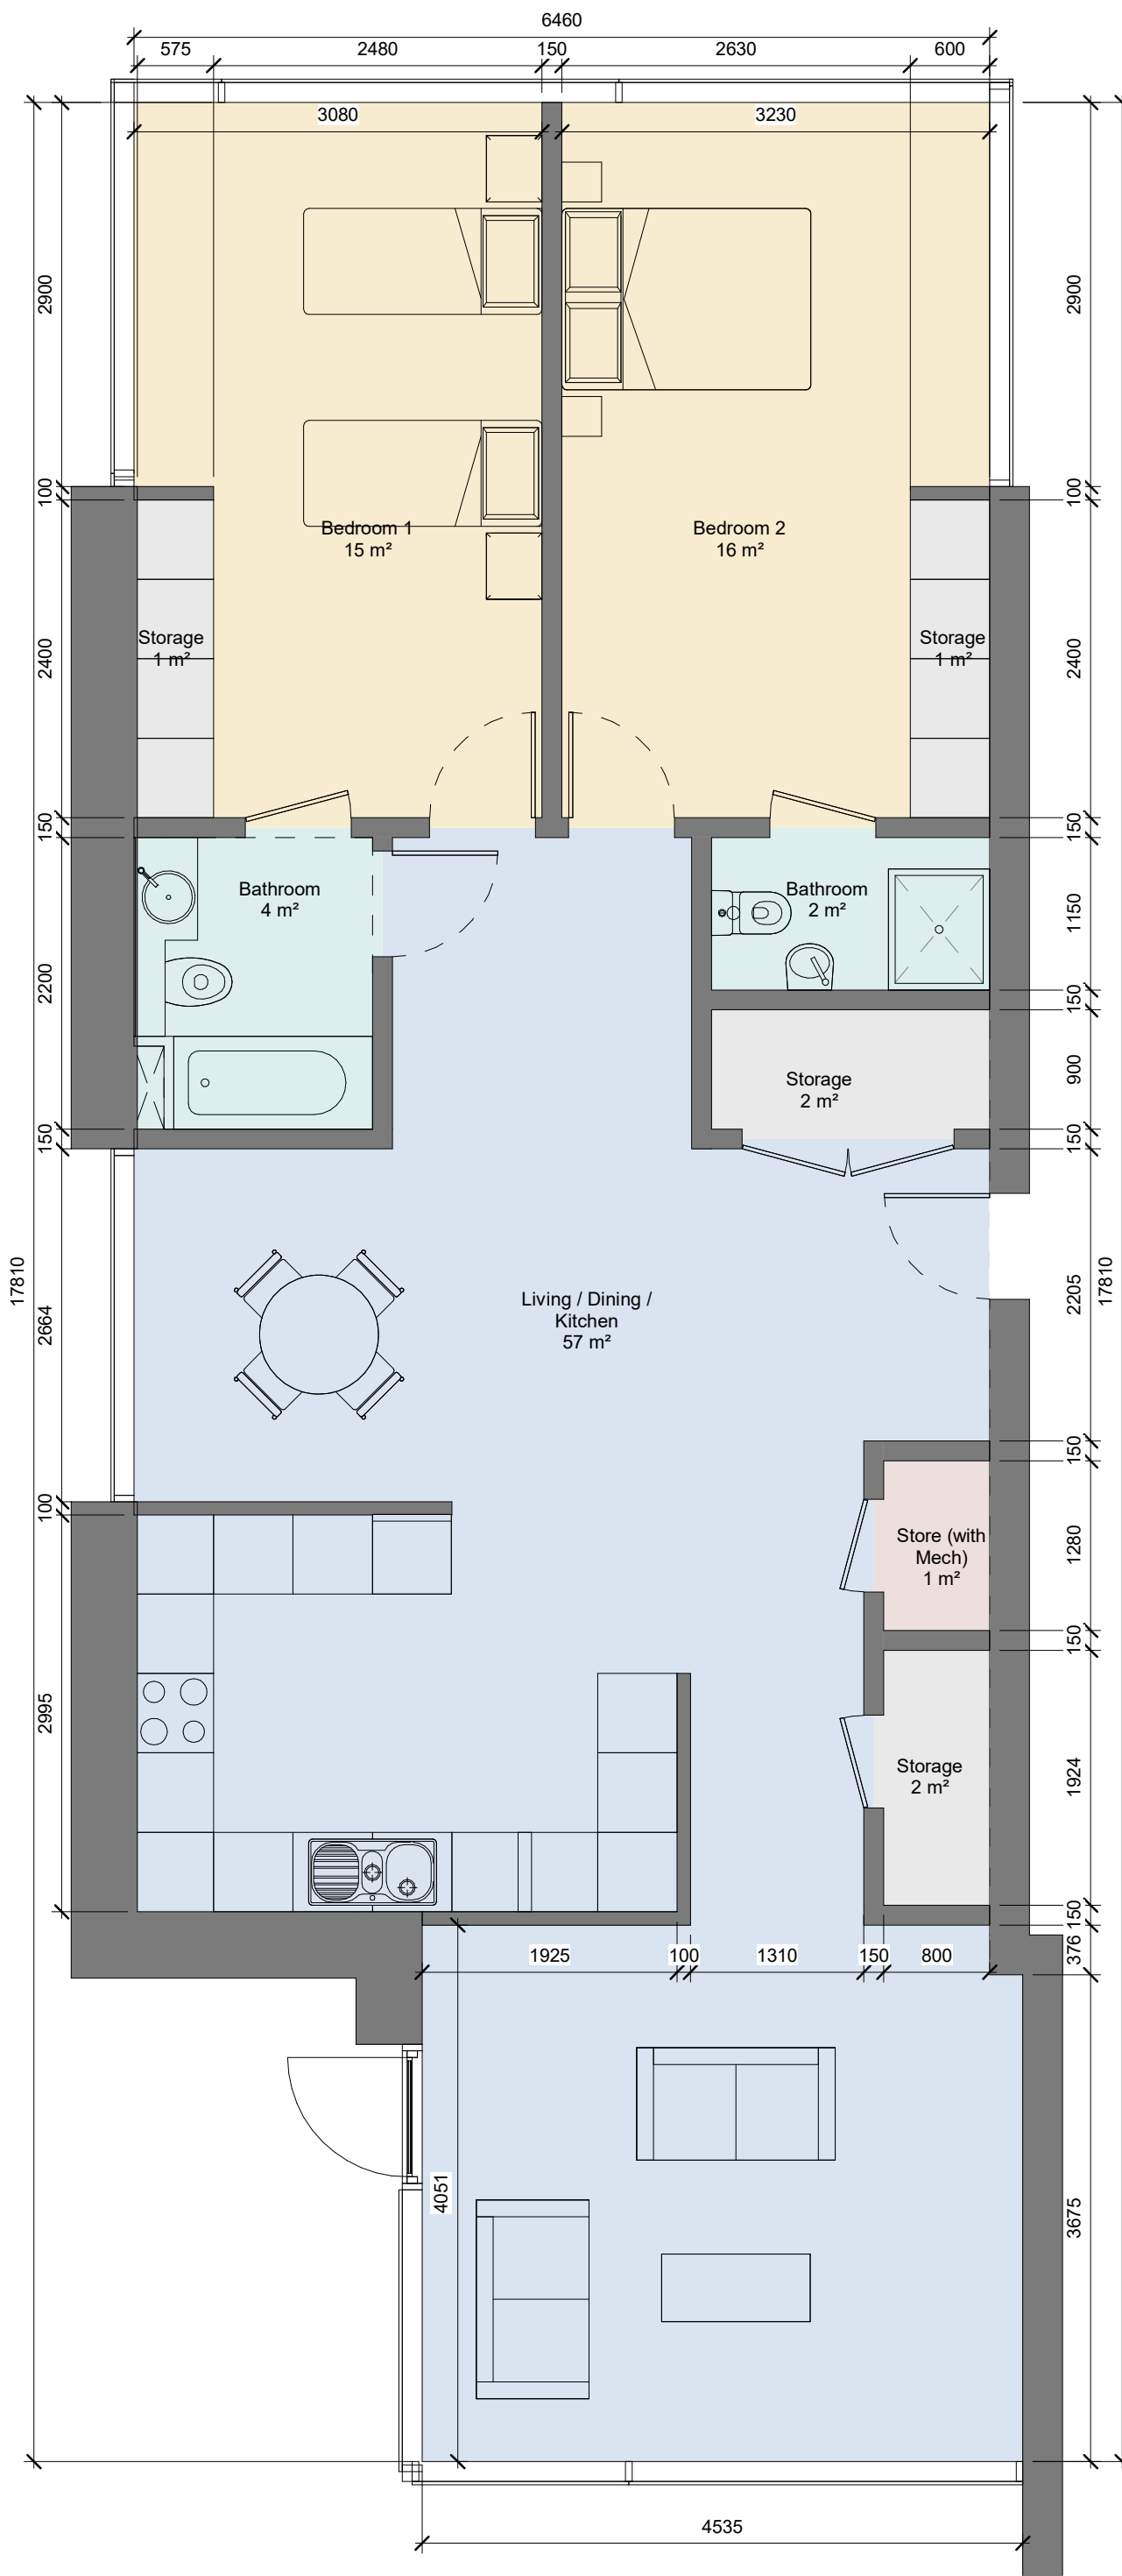 6460
575
2480
150
2630
600
3080
3230
2900
2900
100
100
Bedroom 1
15 m²
Bedroom 2
16 m²
Storage
1 m²
Storage
1 m²
2400
2400
150
150
Bathroom
4 m²
Bathroom
2 m²
1150
2200
150
Storage
2 m²
900
150
150
17810
17810
2664
2205
Living / Dining /
Kitchen
57 m²
150
100
Store (with
Mech)
1 m²
1280
150
2995
Storage
2 m²
1924
150
376
1925
100
1310
150
800
4051
3675
4535